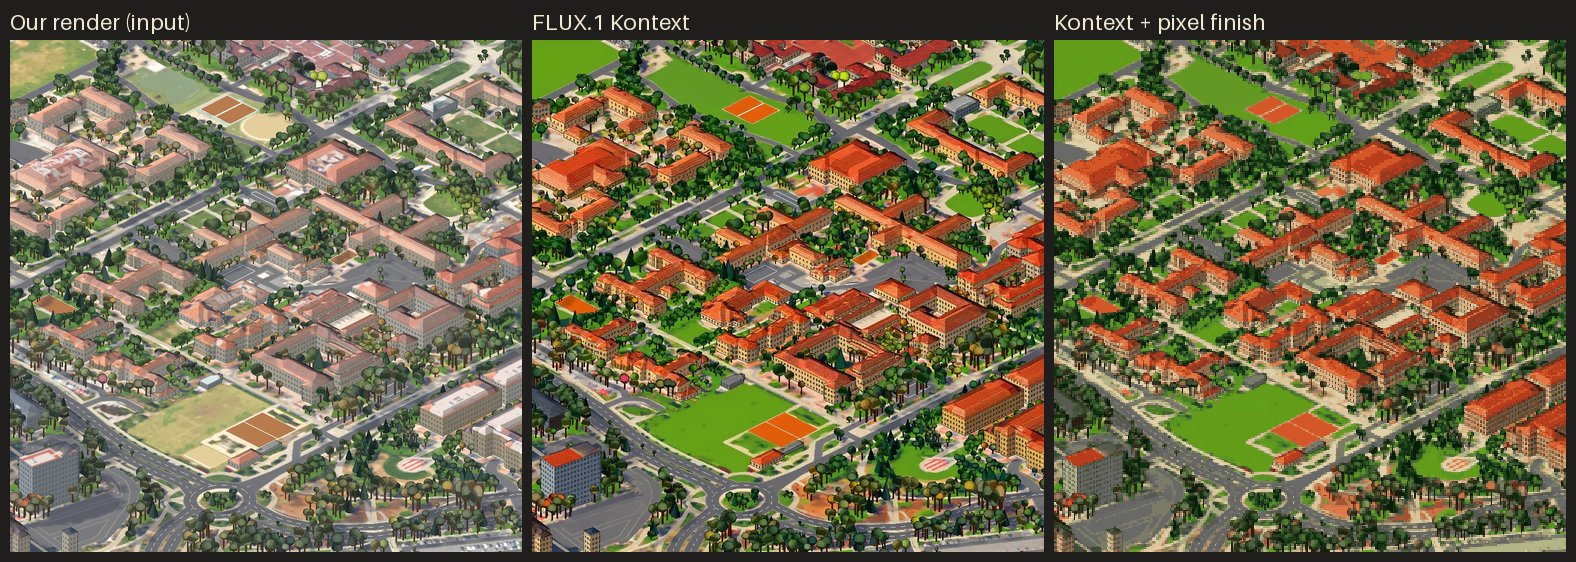 Our render (input)
FLUX.1 Kontext
Kontext + pixel finish